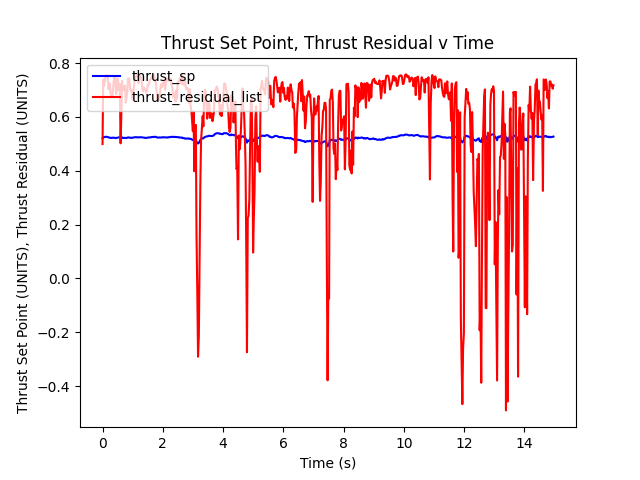 Thrust Set Point, Thrust Residual v Time
thrust_sp
thrust_residual_list
Thrust Set Point (UNITS), Thrust Residual (UNITS)
0.8
0.6
0.4
0.2
0.0
−0.2
−0.4
0 2 4 6 8 10 12 14
Time (s)